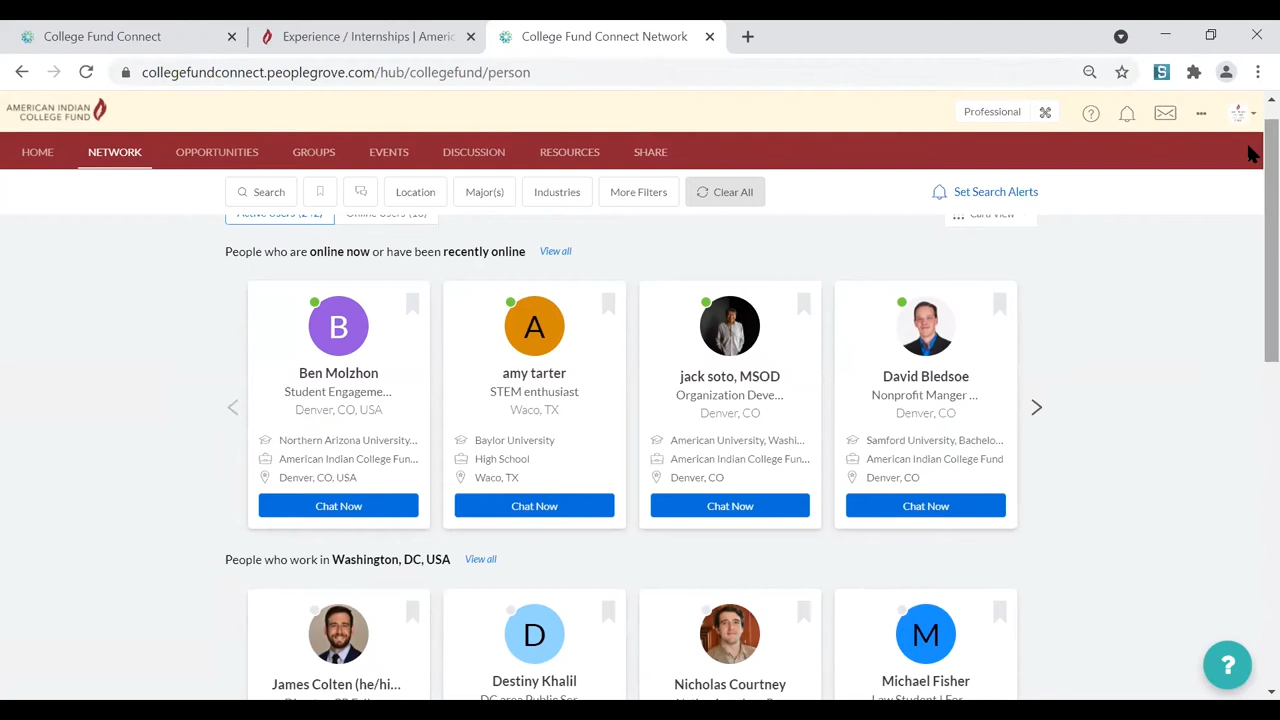 College Fund Connect
Experience / Internships | Americ
College Fund Connect Network
collegefundconnect.peoplegrove.com/hub/collegefund/person
AMERICAN INDIAN
COLLEGE FUND
Professional
HOME NETWORK OPPORTUNITIES GROUPS EVENTS DISCUSSION RESOURCES SHARE
Search Location Major(s) Industries More Filters Clear All Set Search Alerts
Card View
People who are online now or have been recently online View all
B A
Ben Molzhon amy tarter jack soto, MSOD David Bledsoe
Student Engageme... STEM enthusiast Organization Deve... Nonprofit Manger ...
Denver, CO, USA Waco, TX Denver, CO Denver, CO
Northern Arizona University... Baylor University American University, Washi... Samford University, Bachelo...
American Indian College Fun... High School American Indian College Fun... American Indian College Fund
Denver, CO, USA Waco, TX Denver, CO Denver, CO
Chat Now Chat Now Chat Now Chat Now
People who work in Washington, DC, USA View all
D M
James Colten (he/hi... Destiny Khalil Nicholas Courtney Michael Fisher
?